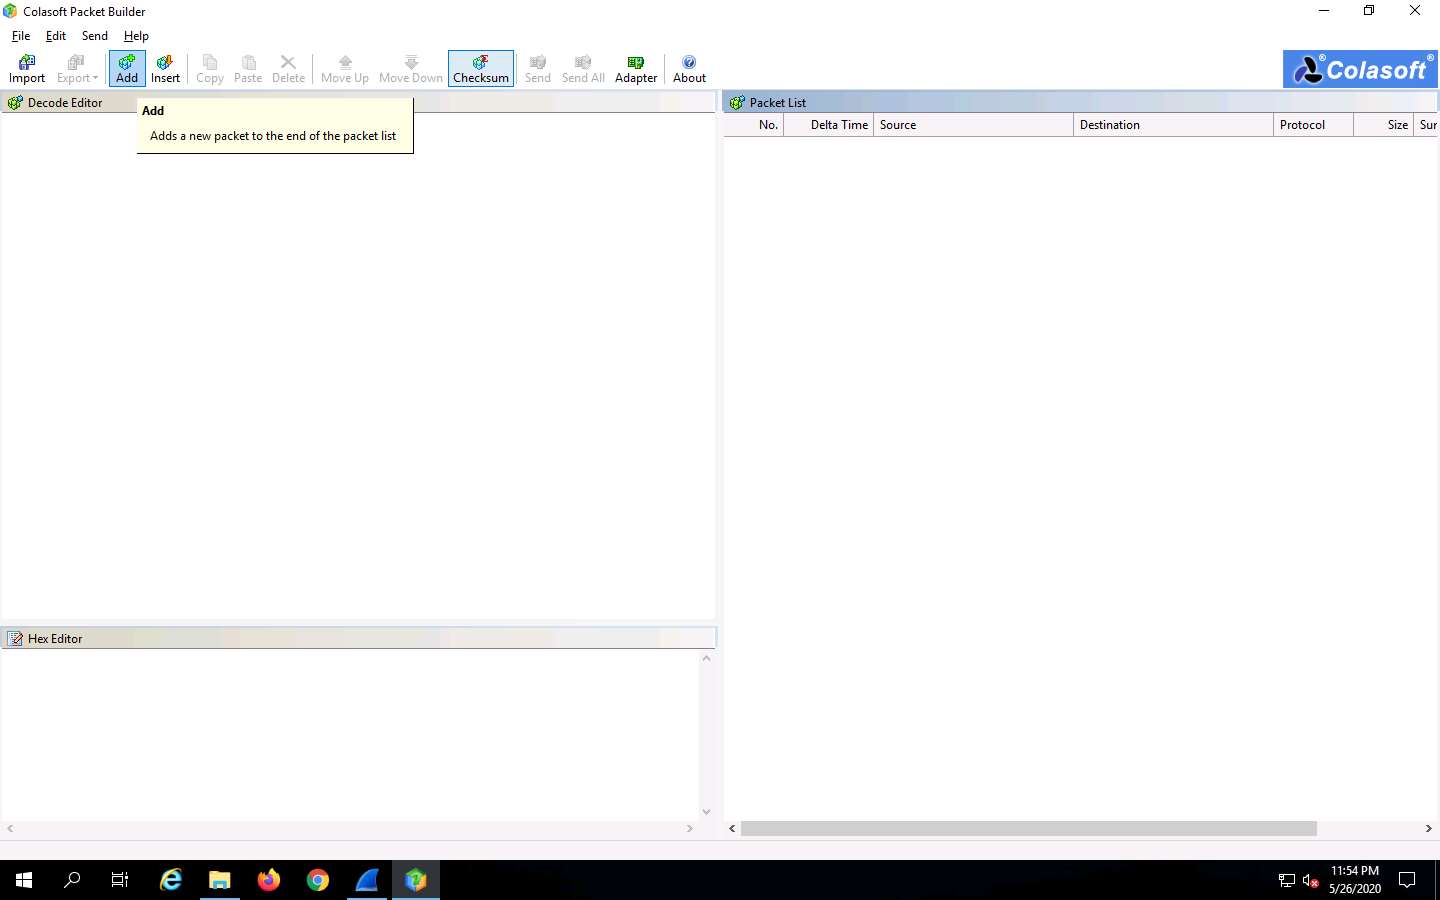 Colasoft Packet Builder
File Edit Send Help
Import Export Add Insert Copy Paste Delete Move Up Move Down Checksum Send Send All Adapter About
® Colasoft ®
Decode Editor
Add
Adds a new packet to the end of the packet list
Packet List
No. Delta Time Source Destination Protocol Size Sur
Hex Editor
11:54 PM
5/26/2020